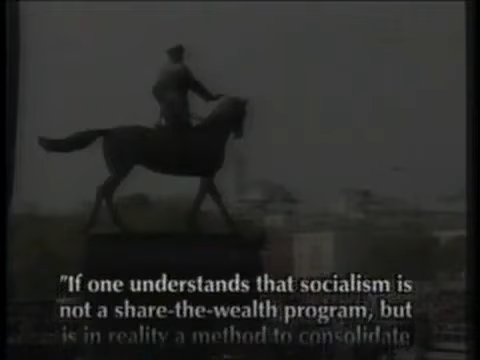 "If one understands that socialism is
not a share-the-wealth program, but
is in reality a method to consolidate